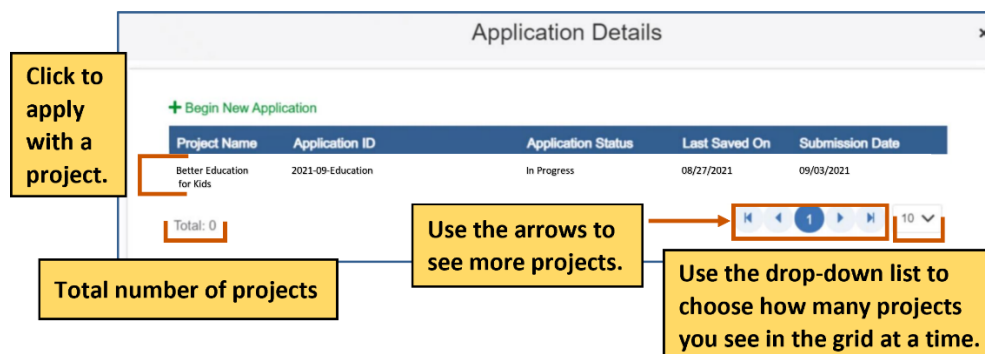 Application Details
×
Click to
apply
with a
project.
+ Begin New Application
Project Name Application ID Application Status Last Saved On Submission Date
Better Education 2021-09-Education In Progress 08/27/2021 09/03/2021
for Kids
Total: 0
1
10
Use the arrows to
see more projects.
Total number of projects
Use the drop-down list to
choose how many projects
you see in the grid at a time.